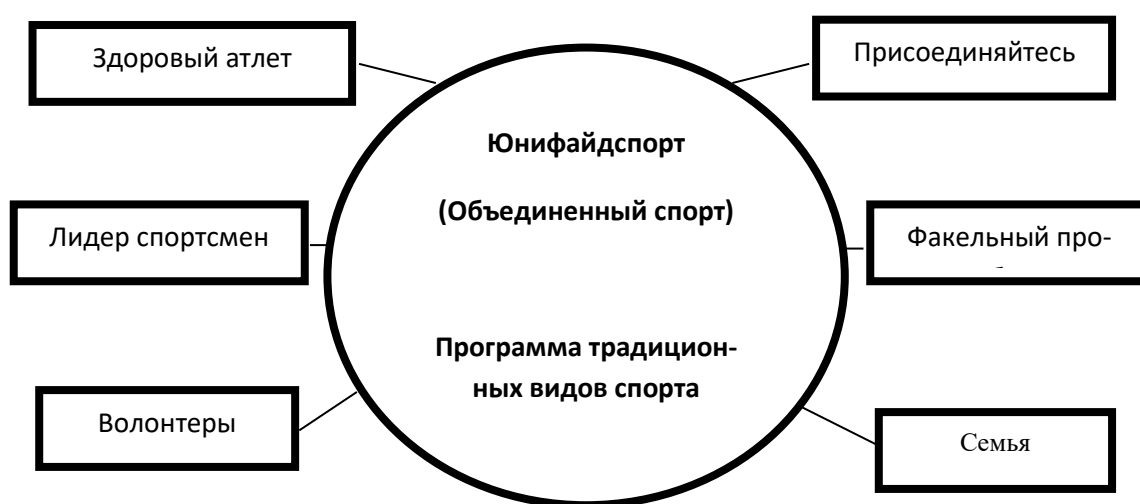 Здоровый атлет
Присоединяйтесь
Юнифайдспорт
(Объединенный спорт)
Лидер спортсмен
Факельный про-
Программа традицион-
ных видов спорта
Волонтеры
Семья